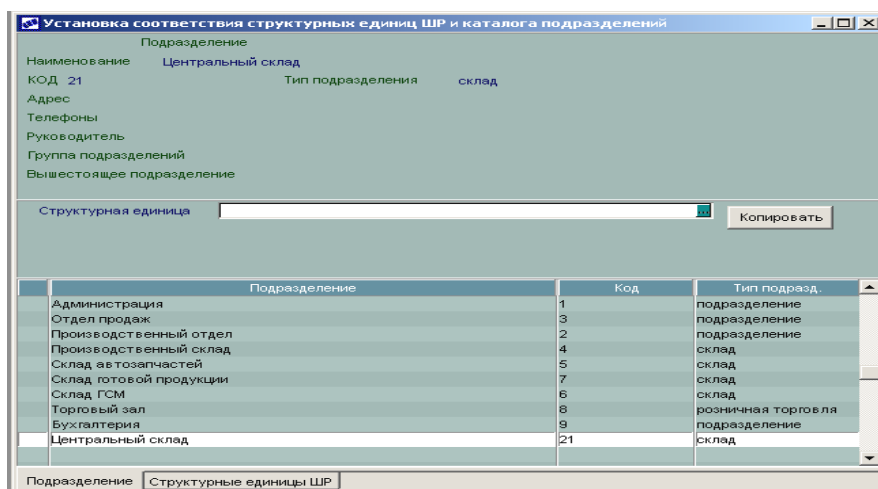 Установка соответствия структурных единиц ШР и каталога подразделений
Подразделение
Наименование Центральный склад
КОД 21 Тип подразделения склад
Адрес
Телефоны
Руководитель
Группа подразделений
Вышестоящее подразделение
Структурная единица ... Копировать
Подразделение Код Тип подразд.
Администрация 1 подразделение
Отдел продаж 3 подразделение
Производственный отдел 2 подразделение
Производственный склад 4 склад
Склад автозапчастей 5 склад
Склад готовой продукции 7 склад
Склад ГСМ 6 склад
Торговый зал 8 розничная торговля
Бухгалтерия 9 подразделение
Центральный склад 21 склад
Подразделение Структурные единицы ШР